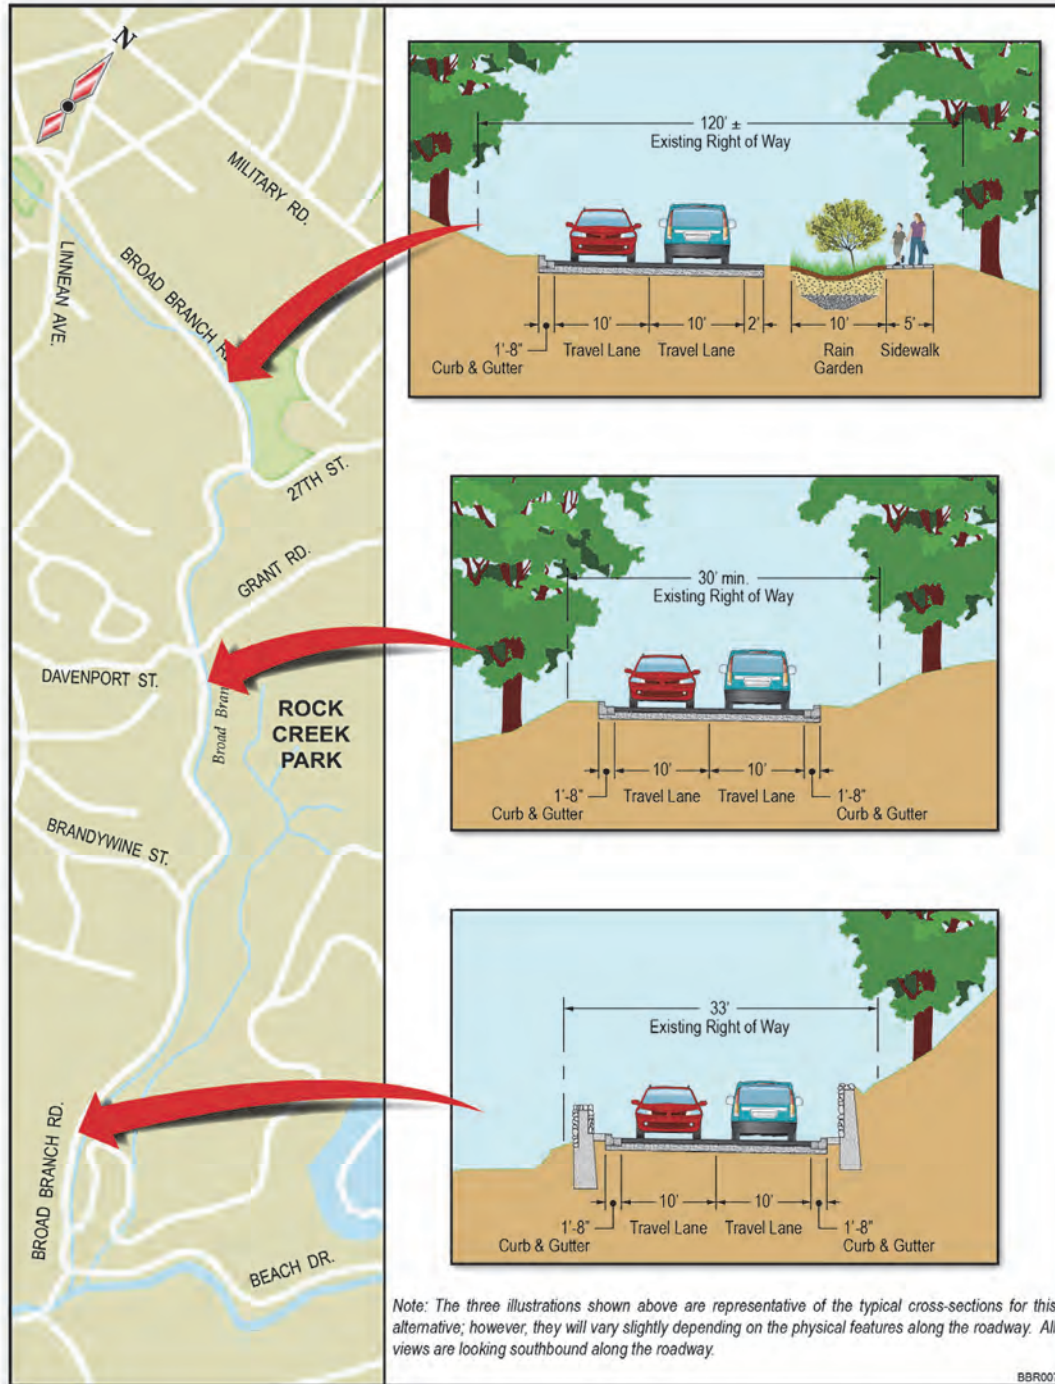 N
MILITARY RD.
LINNEAN AVE.
BROAD BRANCH RD.
27TH ST.
GRANT RD.
DAVENPORT ST.
Broad Bran
ROCK
CREEK
PARK
BRANDYWINE ST.
BROAD BRANCH RD.
BEACH DR.
120' ±
Existing Right of Way
10' 10' 2' 10' 5'
1'-8" Travel Lane Travel Lane Rain Sidewalk
Curb & Gutter Garden
30' min.
Existing Right of Way
10' 10'
1'-8" Travel Lane Travel Lane 1'-8"
Curb & Gutter Curb & Gutter
33'
Existing Right of Way
10' 10'
1'-8" Travel Lane Travel Lane 1'-8"
Curb & Gutter Curb & Gutter
Note: The three illustrations shown above are representative of the typical cross-sections for this
alternative; however, they will vary slightly depending on the physical features along the roadway. All
views are looking southbound along the roadway.
BBR007